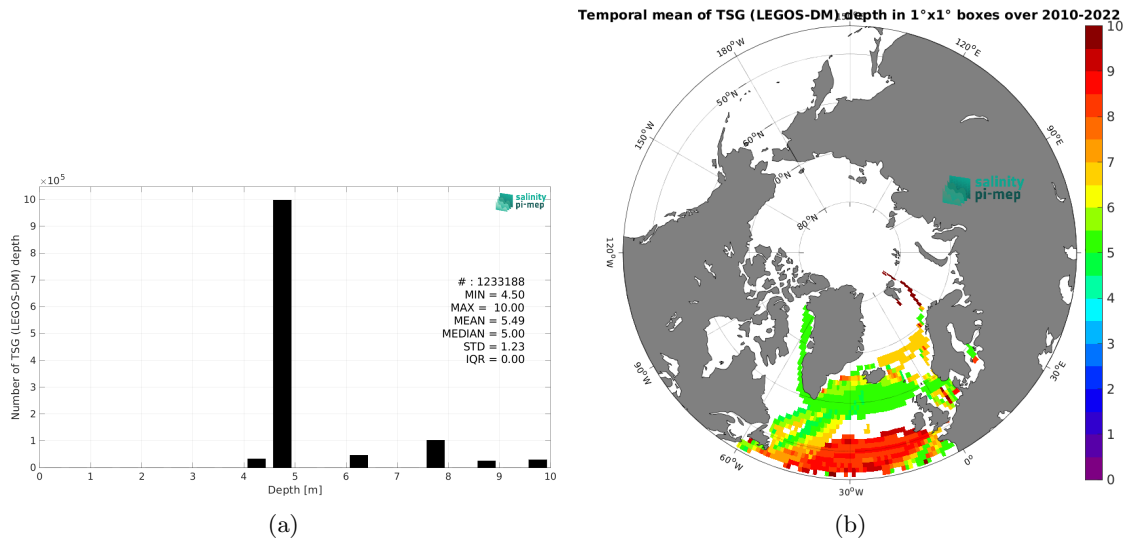 Temporal mean of TSG (LEGOS-DM) depth in 1°x1° boxes over 2010-2022
×10⁵
10
9
8
7
6
5
4
3
2
1
0
Number of TSG (LEGOS-DM) depth
0 1 2 3 4 5 6 7 8 9 10
Depth [m]
salinity
pi-mep
# : 1233188
MIN = 4.50
MAX = 10.00
MEAN = 5.49
MEDIAN = 5.00
STD = 1.23
IQR = 0.00
(a)
180°W
120°E
150°W
90°E
120°W
90°W
30°E
60°W
0°
30°W
50°N
60°N
0°N
80°N
salinity
pi-mep
10
9
8
7
6
5
4
3
2
1
0
(b)